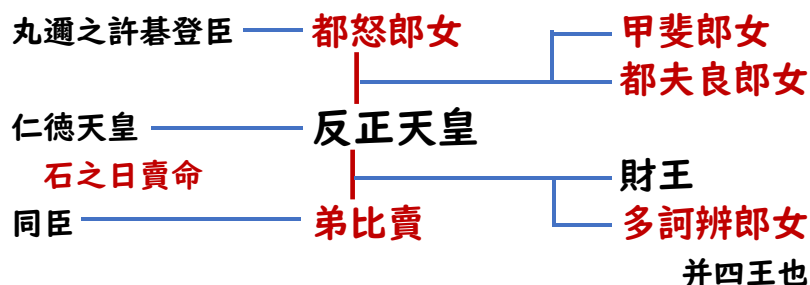 丸邇之許碁登臣 都怒郎女 甲斐郎女
都夫良郎女
仁徳天皇 反正天皇
石之日賣命 財王
同臣 弟比賣 多訶辨郎女
并四王也